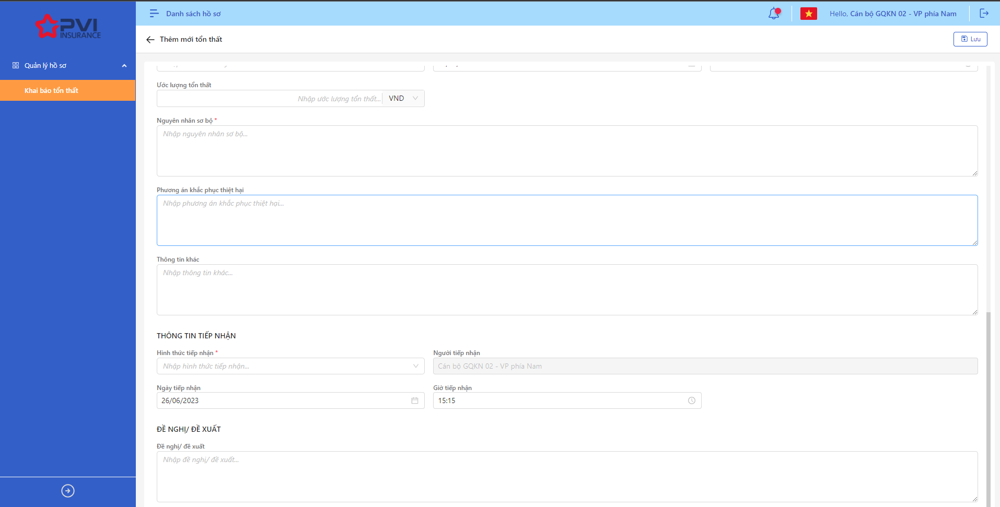 PVI
INSURANCE
Danh sách hồ sơ
Hello, Cán bộ GQKN 02 - VP phía Nam
Thêm mới tổn thất
Lưu
Quản lý hồ sơ
Khai báo tổn thất
Ước lượng tổn thất
Nhập ước lượng tổn thất...
VND
Nguyên nhân sơ bộ *
Nhập nguyên nhân sơ bộ...
Phương án khắc phục thiệt hại
Nhập phương án khắc phục thiệt hại...
Thông tin khác
Nhập thông tin khác...
THÔNG TIN TIẾP NHẬN
Hình thức tiếp nhận *
Người tiếp nhận
Nhập hình thức tiếp nhận...
Cán bộ GQKN 02 - VP phía Nam
Ngày tiếp nhận
Giờ tiếp nhận
26/06/2023
15:15
ĐỀ NGHỊ/ ĐỀ XUẤT
Đề nghị/ đề xuất
Nhập đề nghị/ đề xuất...